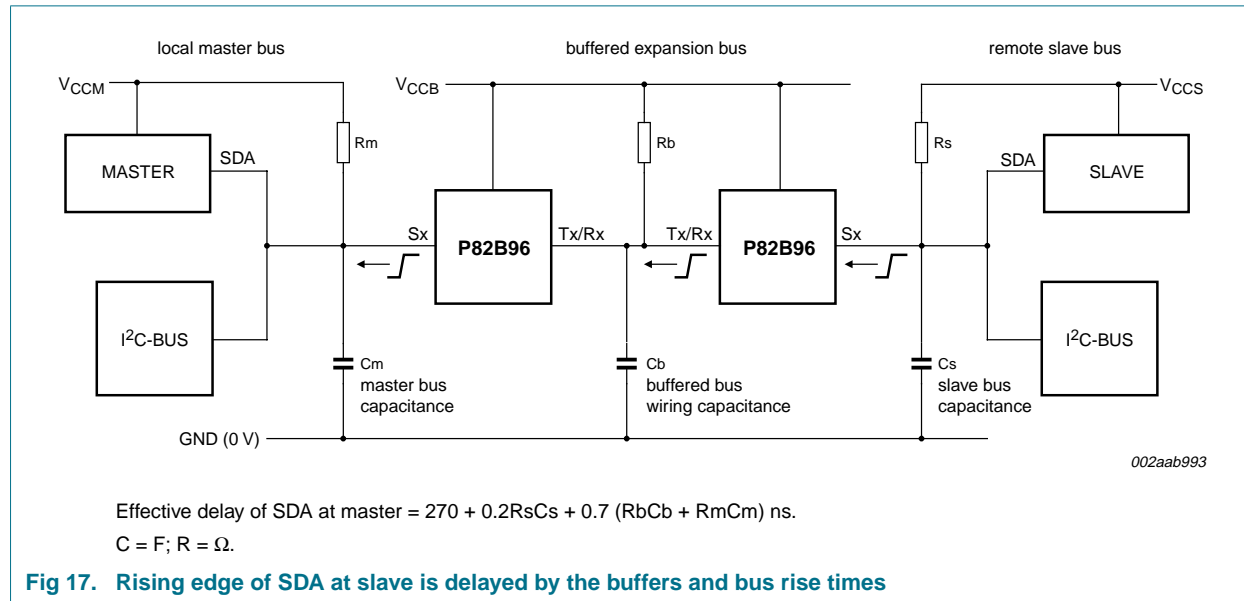 local master bus
buffered expansion bus
remote slave bus
VCCM
VCCB
VCCS
Rm
Rb
Rs
MASTER
SDA
SDA
SLAVE
Sx
P82B96
Tx/Rx
Tx/Rx
P82B96
Sx
I2C-BUS
I2C-BUS
Cm
master bus
capacitance
Cb
buffered bus
wiring capacitance
Cs
slave bus
capacitance
GND (0 V)
002aab993
Effective delay of SDA at master = 270 + 0.2RsCs + 0.7 (RbCb + RmCm) ns.
C = F; R = Ω.
Fig 17. Rising edge of SDA at slave is delayed by the buffers and bus rise times